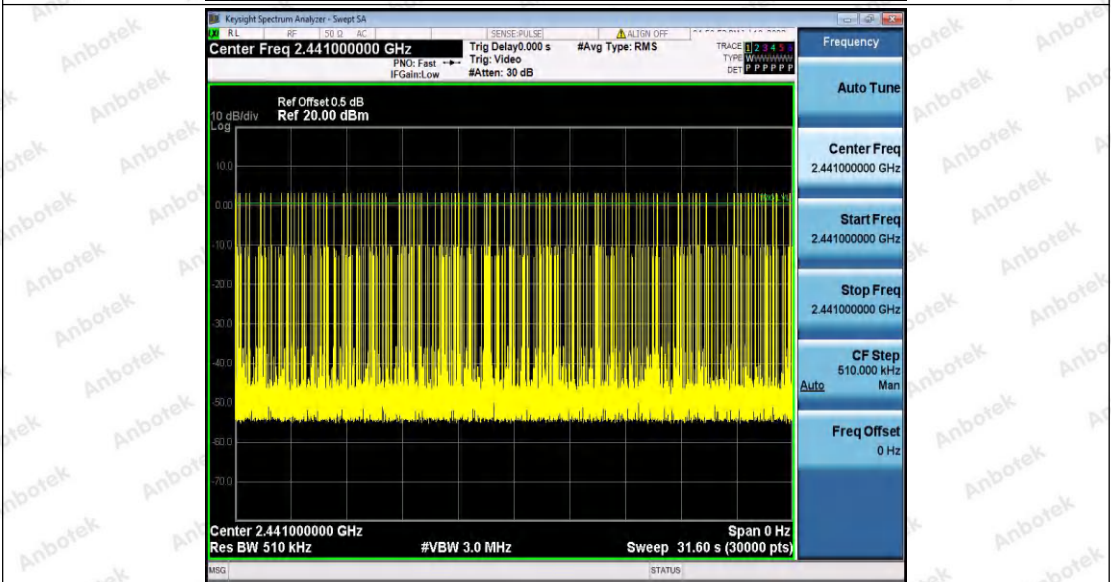 Keysight Spectrum Analyzer - Swept SA
RL RF 50 Ω AC SENSE:PULSE ALIGN OFF
Center Freq 2.441000000 GHz
PNO: Fast
IFGain:Low
Trig Delay0.000 s
Trig: Video
#Atten: 30 dB
#Avg Type: RMS
TRACE 1 2 3 4 5 6
TYPE WWWWWW
DET P P P P P P
Ref Offset 0.5 dB
Ref 20.00 dBm
10 dB/div
Log
10.0
0.00
-10.0
-20.0
-30.0
-40.0
-50.0
-60.0
-70.0
Center 2.441000000 GHz
Res BW 510 kHz
#VBW 3.0 MHz
Span 0 Hz
Sweep 31.60 s (30000 pts)
MSG
STATUS
Frequency
Auto Tune
Center Freq
2.441000000 GHz
Start Freq
2.441000000 GHz
Stop Freq
2.441000000 GHz
CF Step
510.000 kHz
Auto Man
Freq Offset
0 Hz
Anbotek